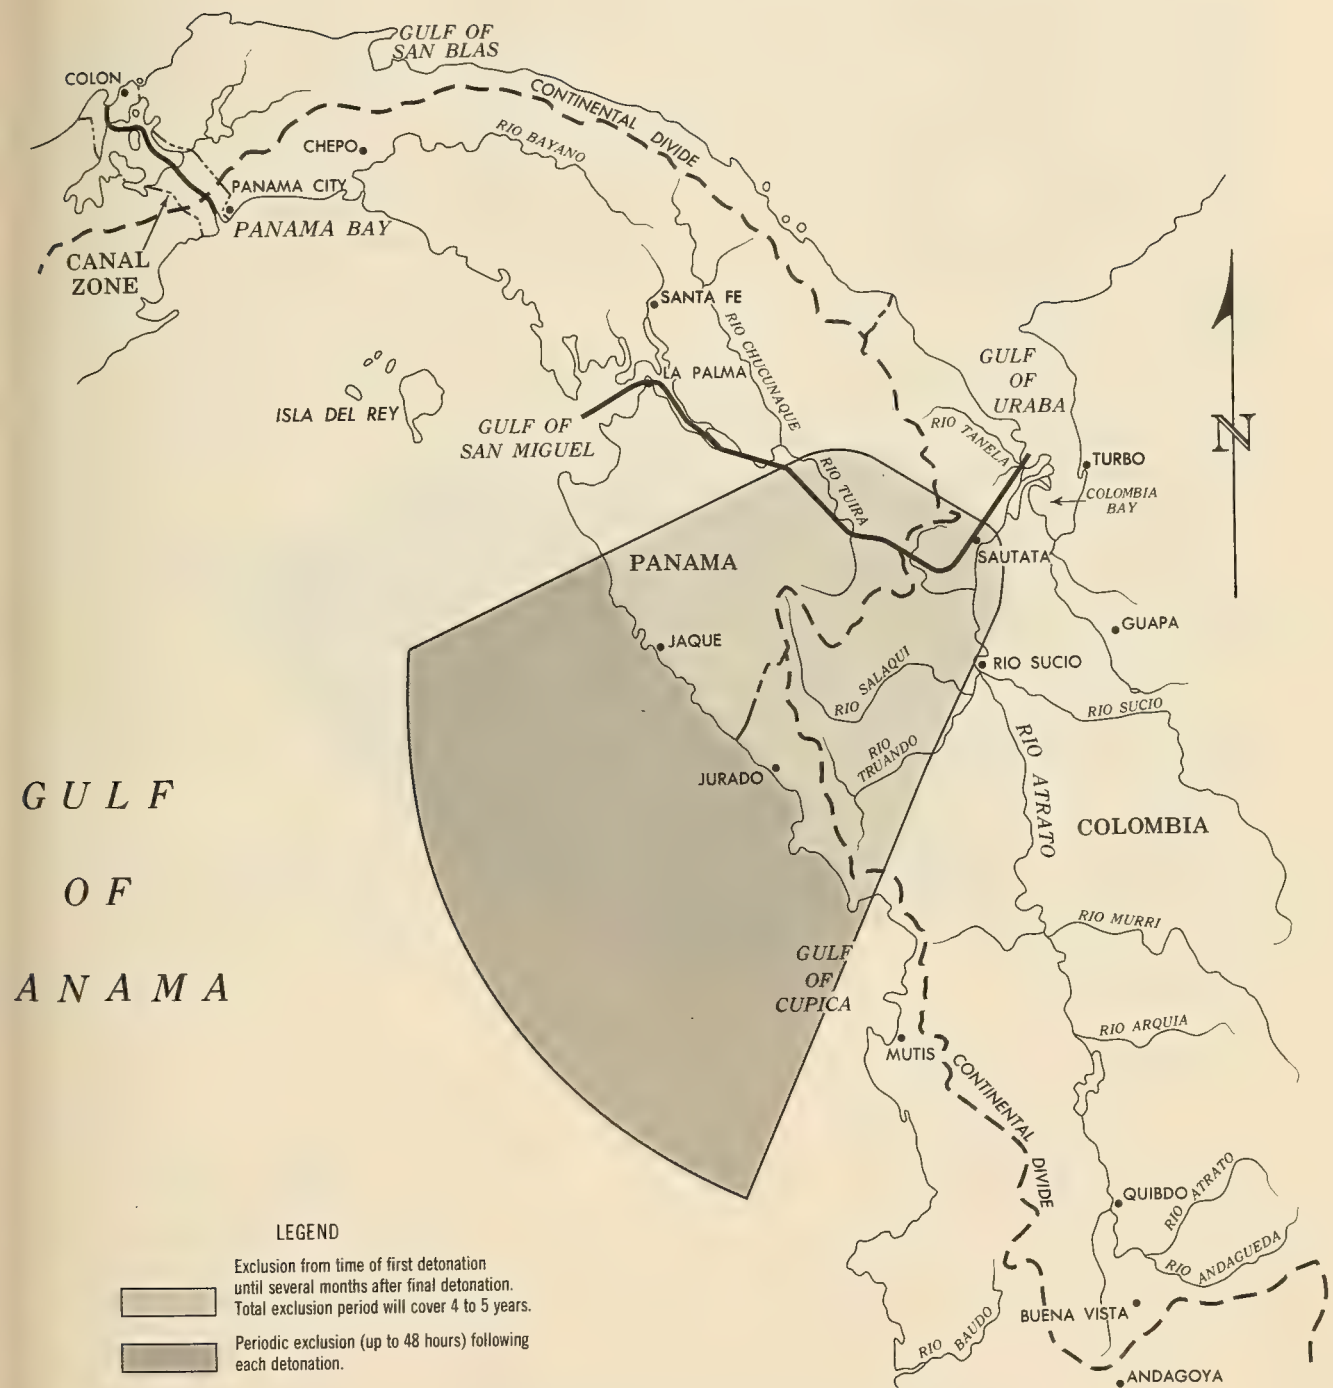 GULF OF
SAN BLAS
COLON
CONTINENTAL DIVIDE
RIO BAYANO
CHEPO
PANAMA CITY
PANAMA BAY
CANAL
ZONE
SANTA FE
RIO CHUCUNAQUE
GULF
OF
URABA
LA PALMA
ISLA DEL REY
GULF OF
SAN MIGUEL
RIO TANELA
N
TURBO
RIO TUIRA
COLOMBIA
BAY
PANAMA
SAUTATA
GUAPA
JAQUE
RIO SUCIO
RIO SALAQUI
RIO SUCIO
RIO
TRUANDO
RIO ATRATO
JURADO
GULF
OF
ANAMA
COLOMBIA
RIO MURRI
GULF
OF
CUPICA
RIO ARQUIA
MUTIS
CONTINENTAL
DIVIDE
QUIBDO
RIO ATRATO
RIO ANDAGUEDA
BUENA VISTA
RIO BAUDO
ANDAGOYA
LEGEND
Exclusion from time of first detonation
until several months after final detonation.
Total exclusion period will cover 4 to 5 years.
Periodic exclusion (up to 48 hours) following
each detonation.